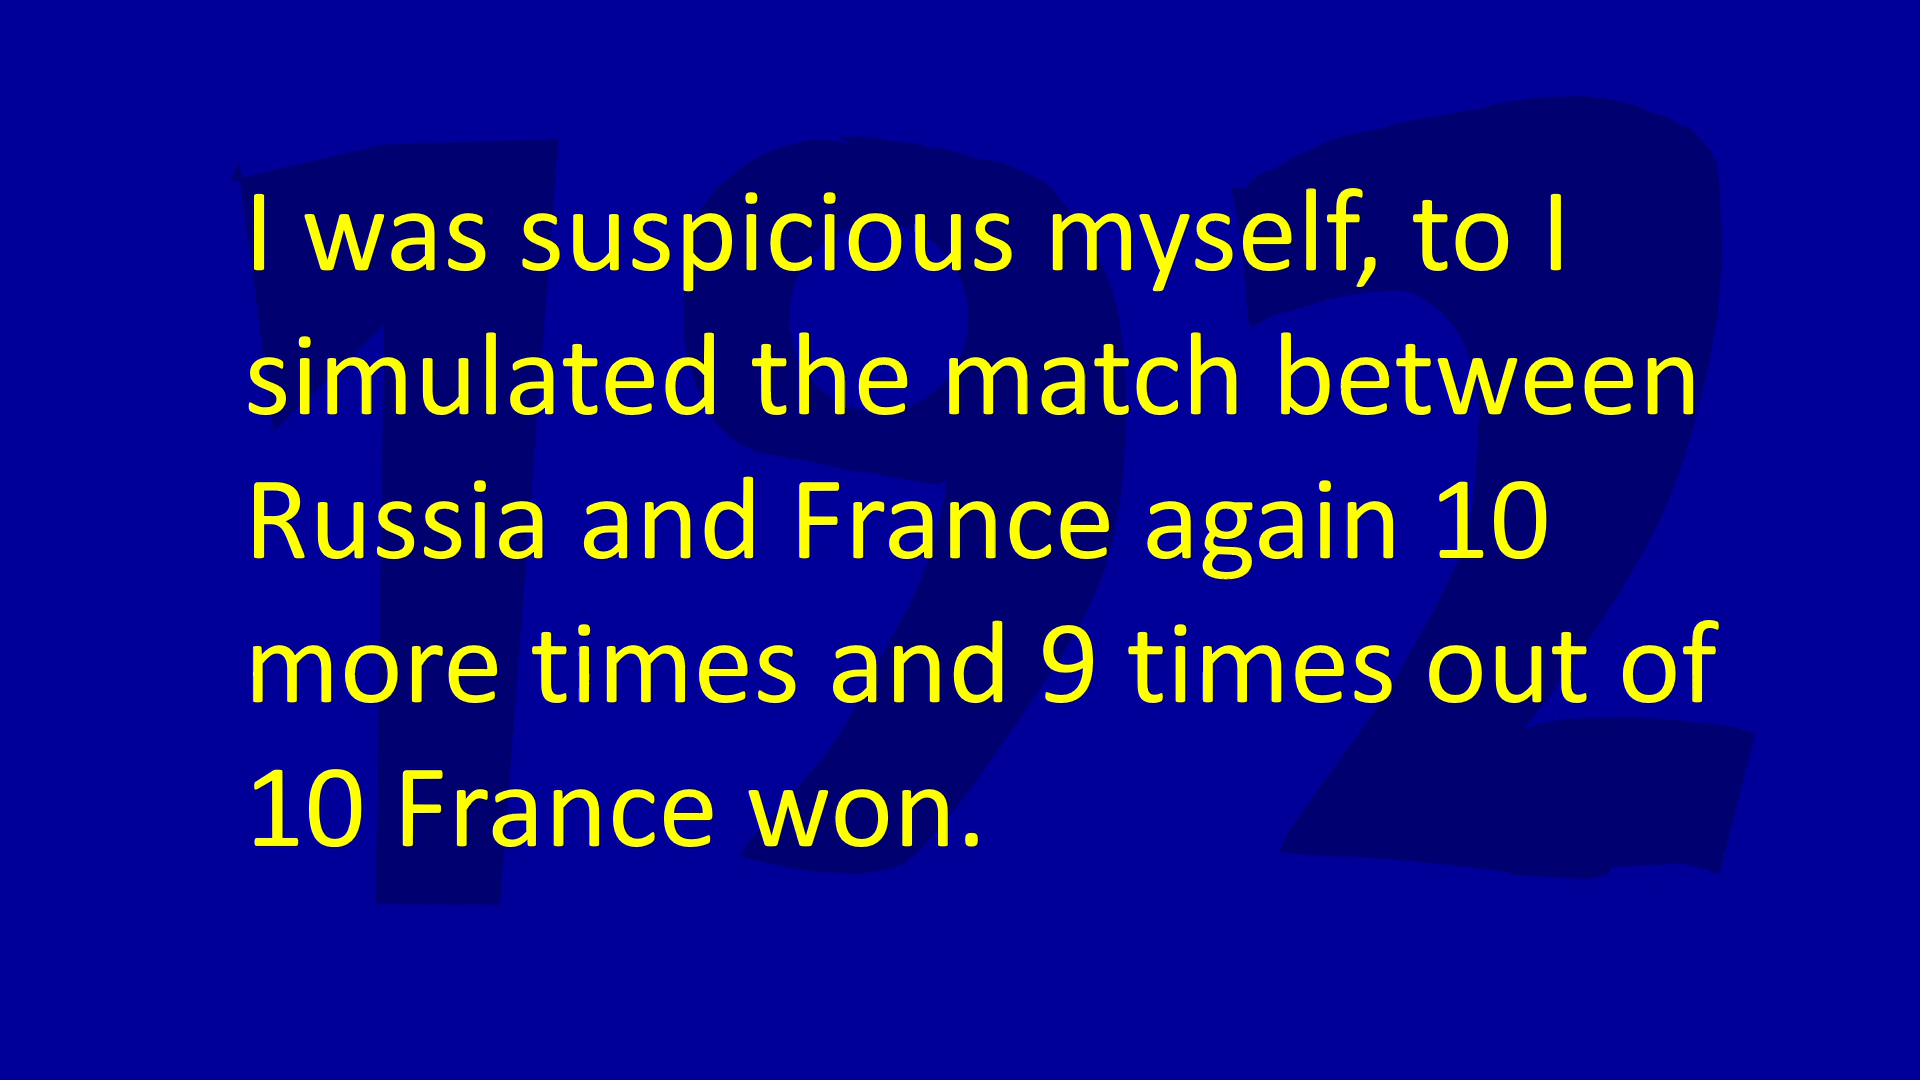 192
I was suspicious myself, to I
simulated the match between
Russia and France again 10
more times and 9 times out of
10 France won.